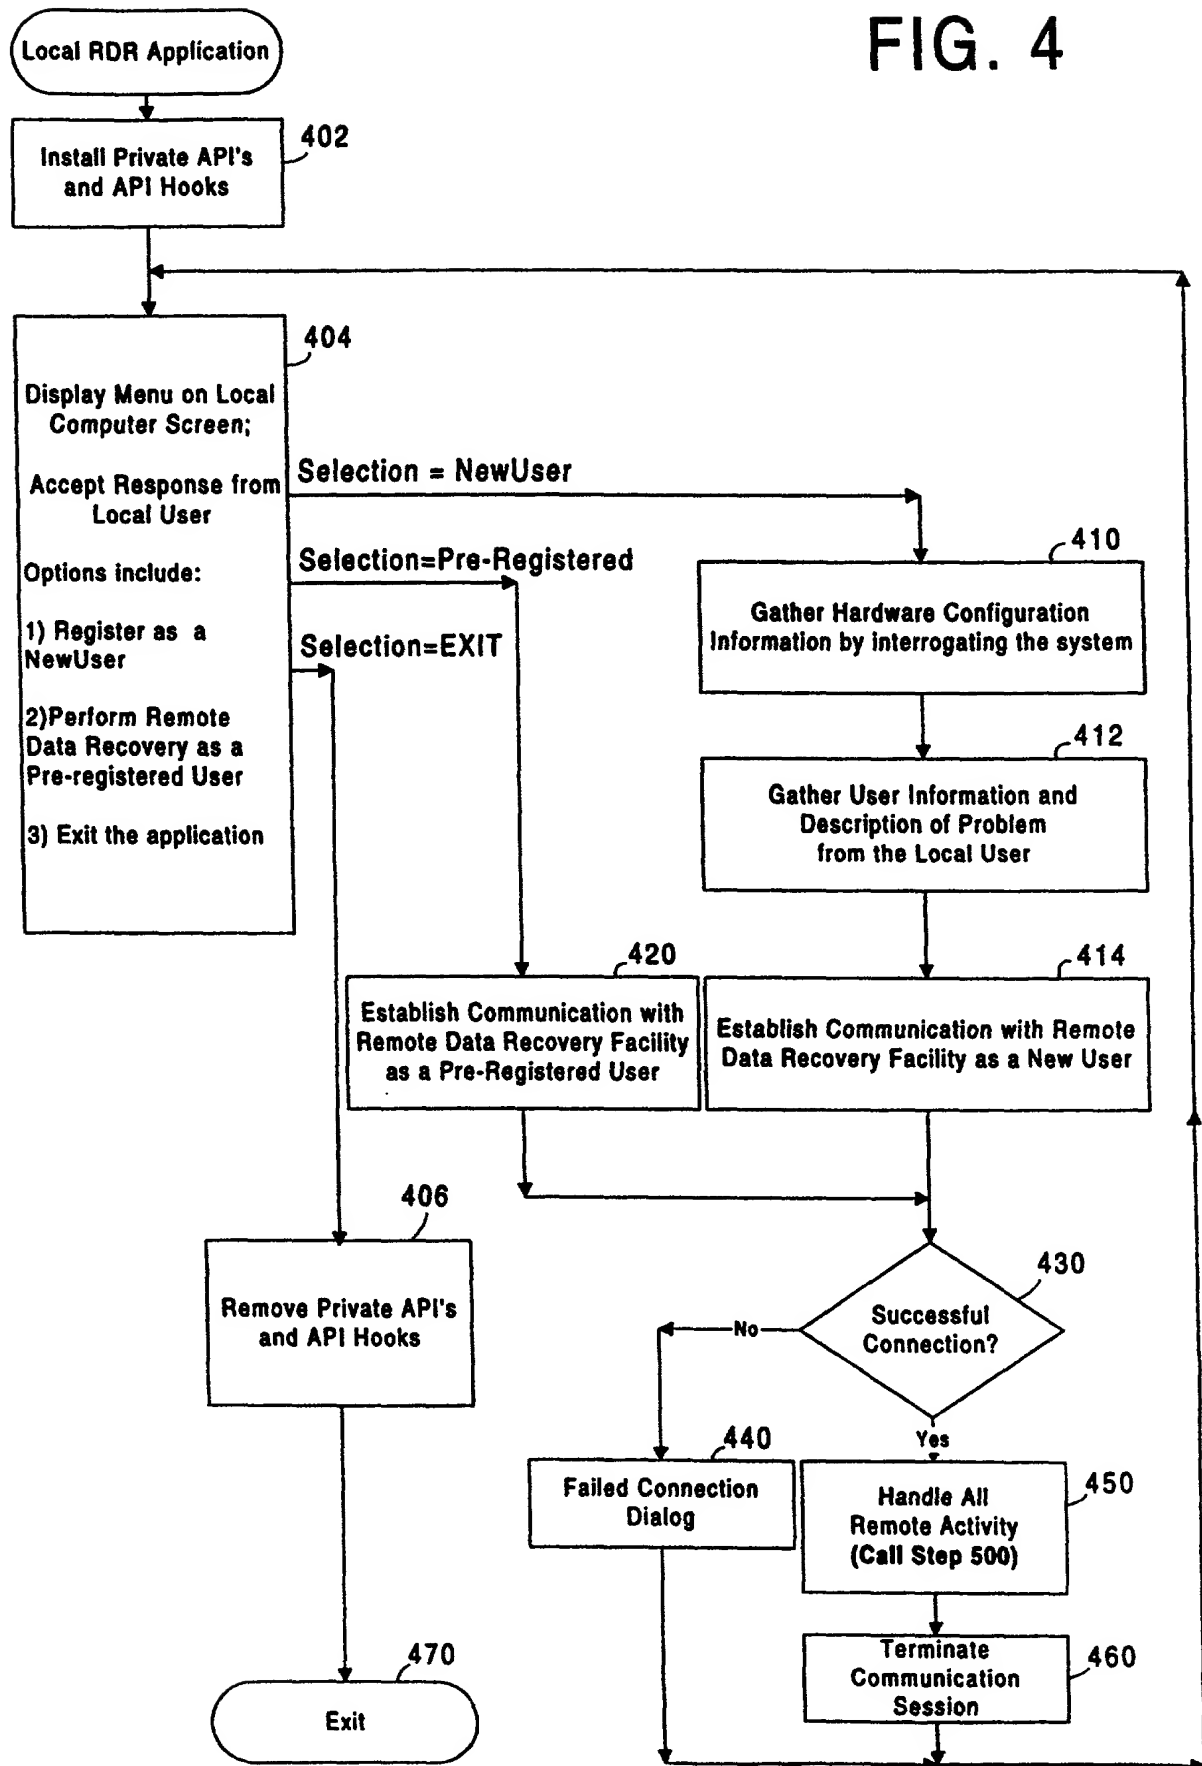 FIG. 4
Local RDR Application
402
Install Private API's
and API Hooks
404
Display Menu on Local
Computer Screen;
Accept Response from
Local User
Options include:
1) Register as a
NewUser
2)Perform Remote
Data Recovery as a
Pre-registered User
3) Exit the application
Selection = NewUser
Selection=Pre-Registered
Selection=EXIT
410
Gather Hardware Configuration
Information by interrogating the system
412
Gather User Information and
Description of Problem
from the Local User
420
Establish Communication with
Remote Data Recovery Facility
as a Pre-Registered User
414
Establish Communication with Remote
Data Recovery Facility as a New User
406
Remove Private API's
and API Hooks
430
Successful
Connection?
No
Yes
440
Failed Connection
Dialog
450
Handle All
Remote Activity
(Call Step 500)
460
Terminate
Communication
Session
470
Exit